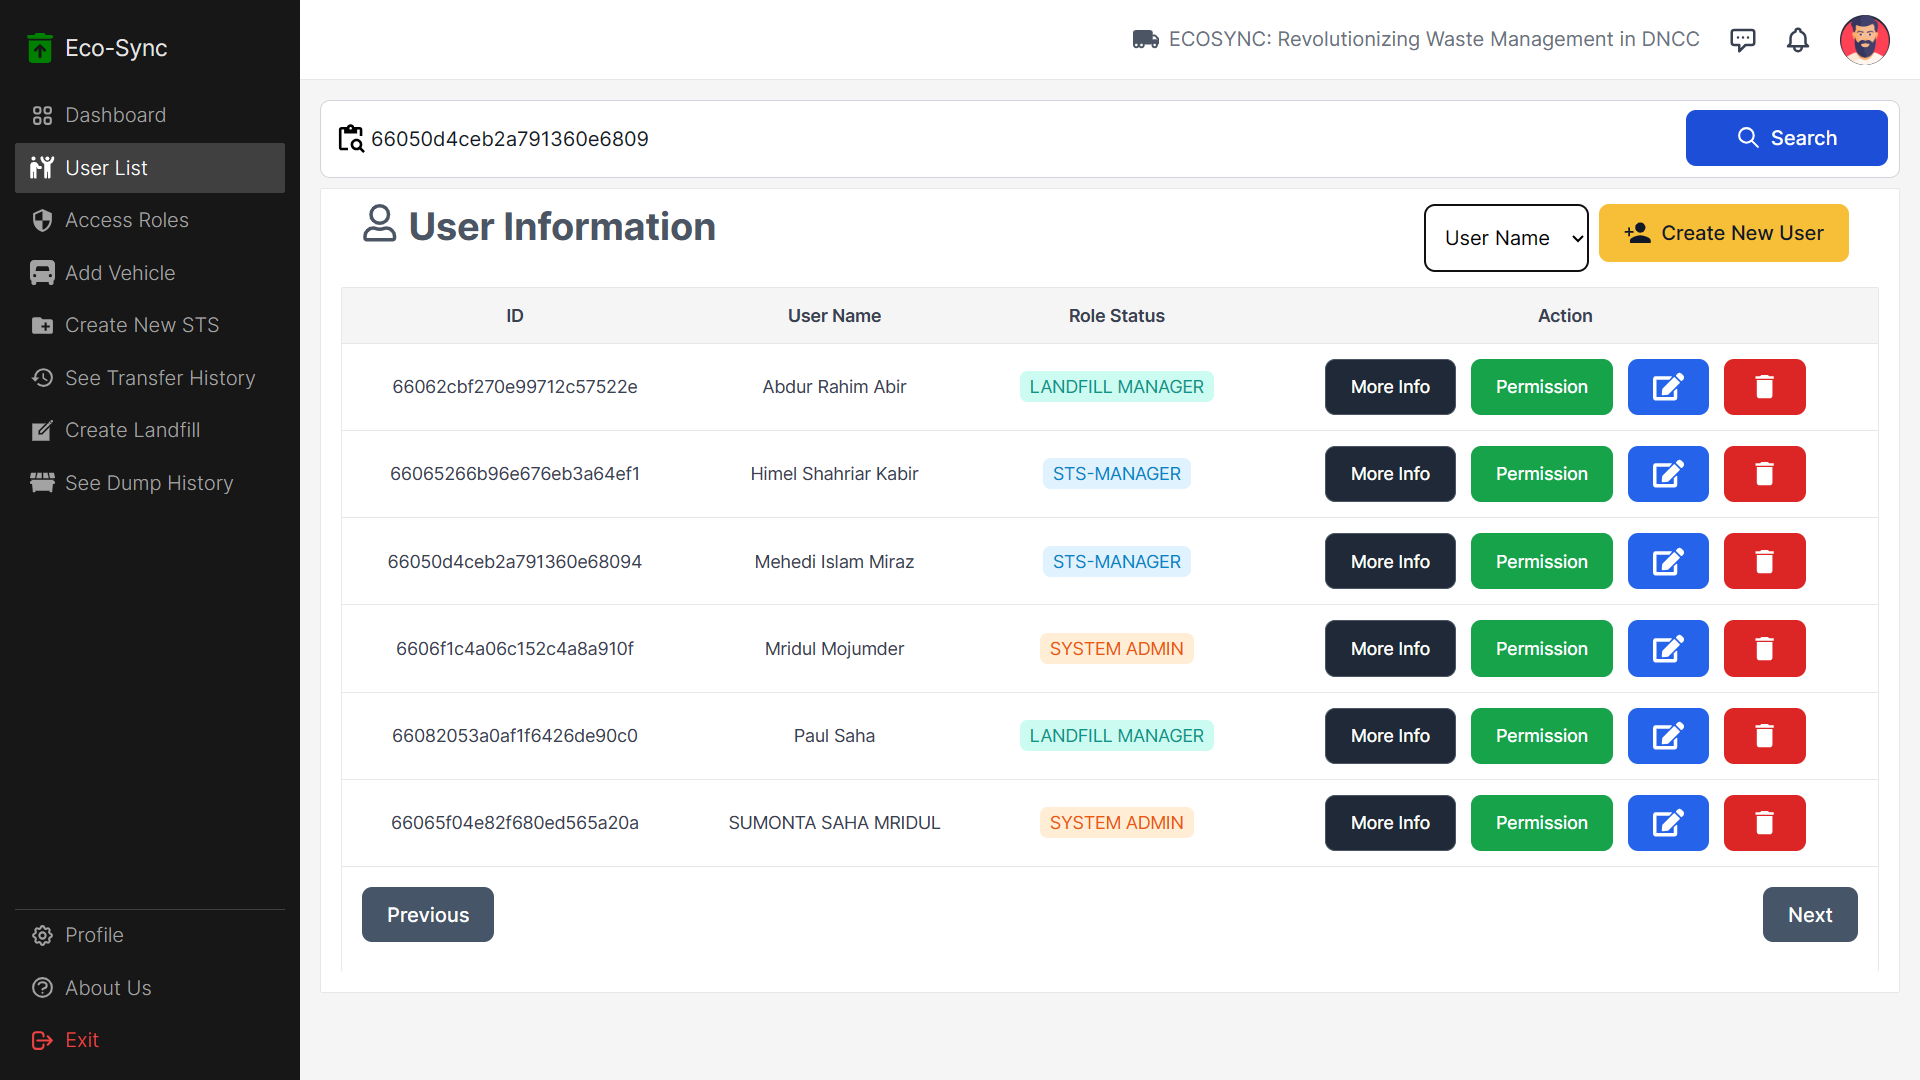 Eco-Sync
Dashboard
User List
Access Roles
Add Vehicle
Create New STS
See Transfer History
Create Landfill
See Dump History
Profile
About Us
Exit
ECOSYNC: Revolutionizing Waste Management in DNCC
66050d4ceb2a791360e6809
Search
User Information
User Name
Create New User
ID User Name Role Status Action
66062cbf270e99712c57522e Abdur Rahim Abir LANDFILL MANAGER More Info Permission
66065266b96e676eb3a64ef1 Himel Shahriar Kabir STS-MANAGER More Info Permission
66050d4ceb2a791360e68094 Mehedi Islam Miraz STS-MANAGER More Info Permission
6606f1c4a06c152c4a8a910f Mridul Mojumder SYSTEM ADMIN More Info Permission
66082053a0af1f6426de90c0 Paul Saha LANDFILL MANAGER More Info Permission
66065f04e82f680ed565a20a SUMONTA SAHA MRIDUL SYSTEM ADMIN More Info Permission
Previous Next